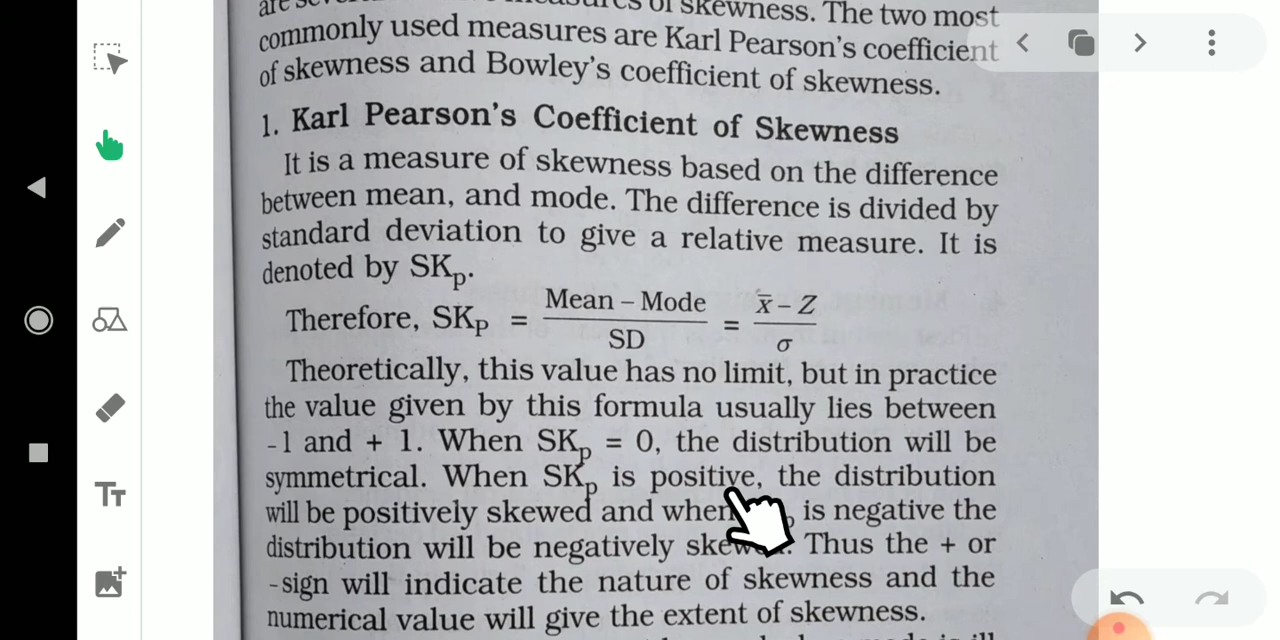 of skewness. The two most
commonly used measures are Karl Pearson's coefficient
of skewness and Bowley's coefficient of skewness.
1. Karl Pearson's Coefficient of Skewness
It is a measure of skewness based on the difference
between mean, and mode. The difference is divided by
standard deviation to give a relative measure. It is
denoted by SKp.
Therefore, SKP = Mean – Mode / SD = x̄ – Z / σ
Theoretically, this value has no limit, but in practice
the value given by this formula usually lies between
-1 and + 1. When SKp = 0, the distribution will be
symmetrical. When SKp is positive, the distribution
will be positively skewed and when is negative the
distribution will be negatively Thus the + or
-sign will indicate the nature of skewness and the
numerical value will give the extent of skewness.
TT